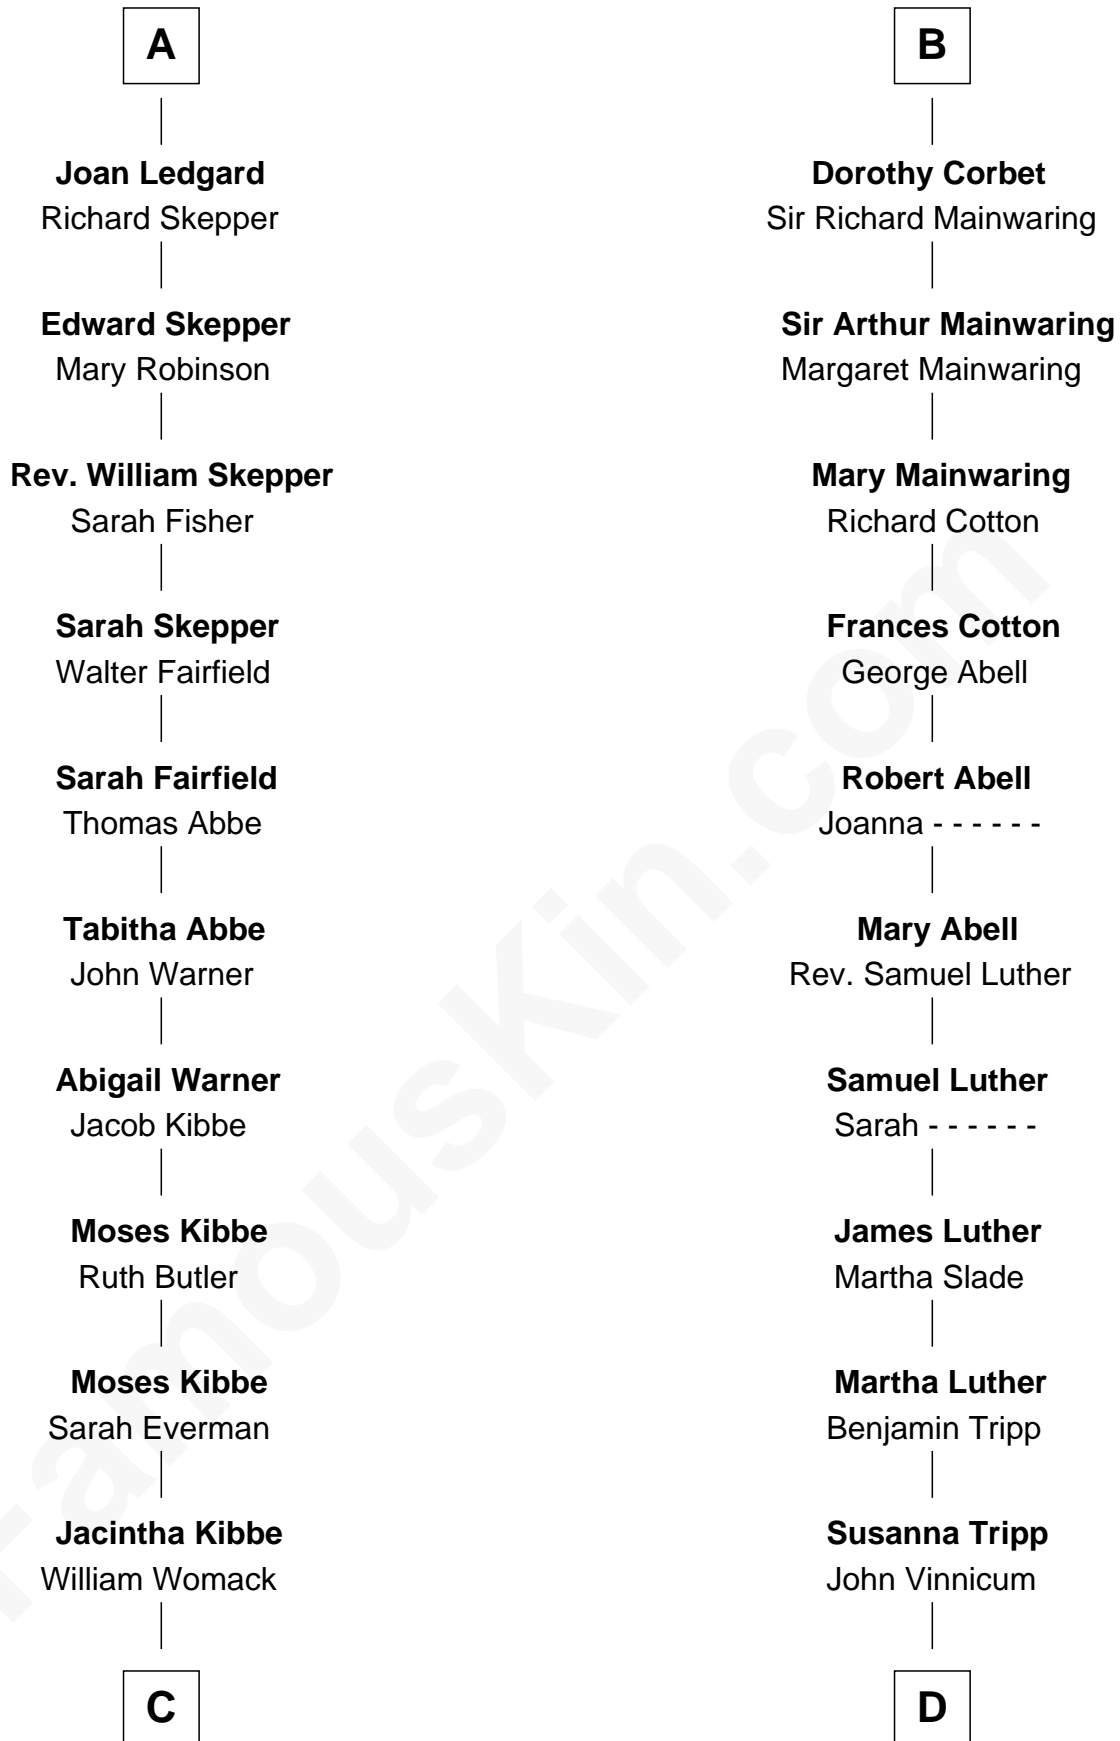 A
Joan Ledgard
Richard Skepper
Edward Skepper
Mary Robinson
Rev. William Skepper
Sarah Fisher
Sarah Skepper
Walter Fairfield
Sarah Fairfield
Thomas Abbe
Tabitha Abbe
John Warner
Abigail Warner
Jacob Kibbe
Moses Kibbe
Ruth Butler
Moses Kibbe
Sarah Everman
Jacintha Kibbe
William Womack
C
B
Dorothy Corbet
Sir Richard Mainwaring
Sir Arthur Mainwaring
Margaret Mainwaring
Mary Mainwaring
Richard Cotton
Frances Cotton
George Abell
Robert Abell
Joanna - - - - - -
Mary Abell
Rev. Samuel Luther
Samuel Luther
Sarah - - - - - -
James Luther
Martha Slade
Martha Luther
Benjamin Tripp
Susanna Tripp
John Vinnicum
D
FamousKin.com